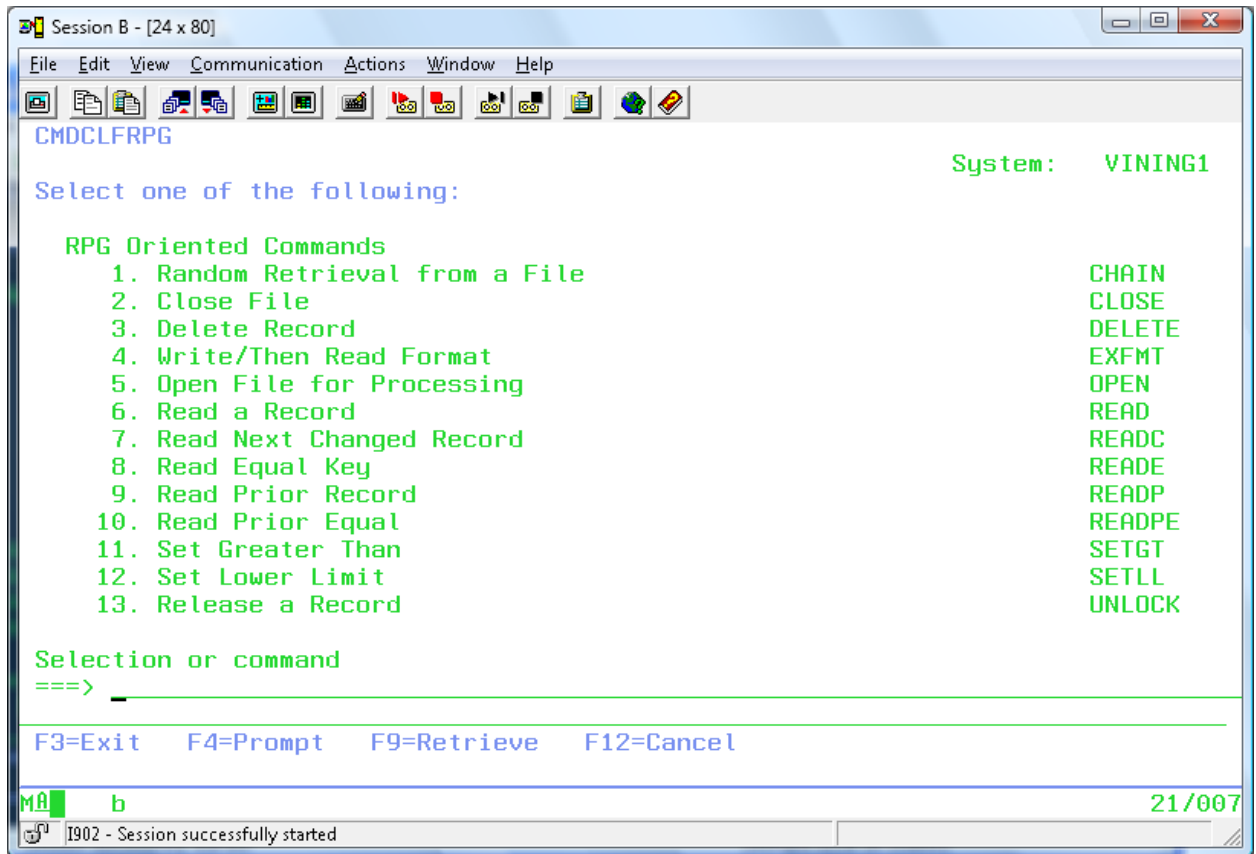 Session B - [24 x 80]
File Edit View Communication Actions Window Help
CMDCLFRPG
System: VINING1
Select one of the following:
RPG Oriented Commands
1. Random Retrieval from a File CHAIN
2. Close File CLOSE
3. Delete Record DELETE
4. Write/Then Read Format EXFMT
5. Open File for Processing OPEN
6. Read a Record READ
7. Read Next Changed Record READC
8. Read Equal Key READE
9. Read Prior Record READP
10. Read Prior Equal READPE
11. Set Greater Than SETGT
12. Set Lower Limit SETLL
13. Release a Record UNLOCK
Selection or command
===>
F3=Exit F4=Prompt F9=Retrieve F12=Cancel
MA b 21/007
I902 - Session successfully started